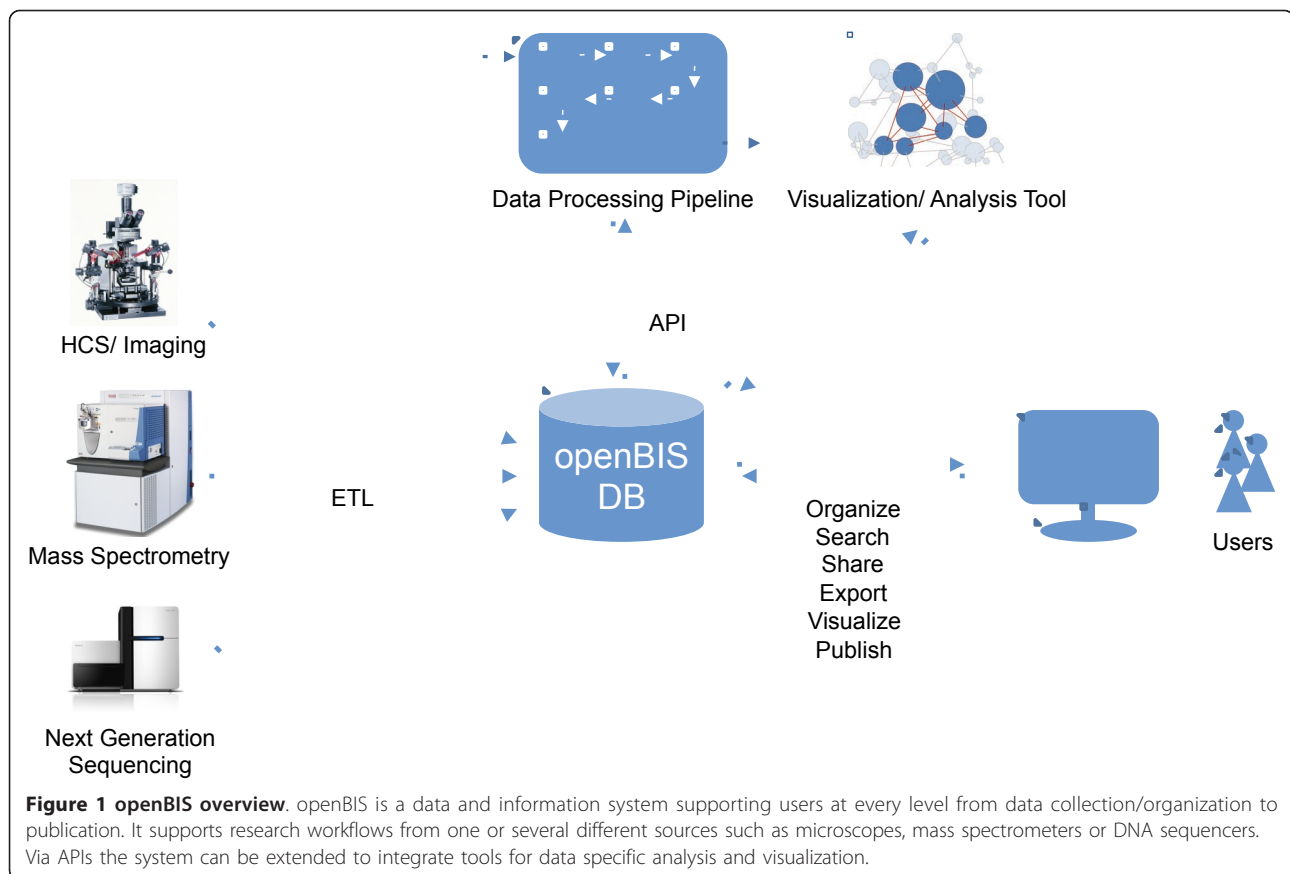 Data Processing Pipeline
Visualization/ Analysis Tool
HCS/ Imaging
API
Mass Spectrometry
ETL
openBIS
DB
Organize
Search
Share
Export
Visualize
Publish
Users
Next Generation
Sequencing
Figure 1 openBIS overview. openBIS is a data and information system supporting users at every level from data collection/organization to
publication. It supports research workflows from one or several different sources such as microscopes, mass spectrometers or DNA sequencers.
Via APIs the system can be extended to integrate tools for data specific analysis and visualization.